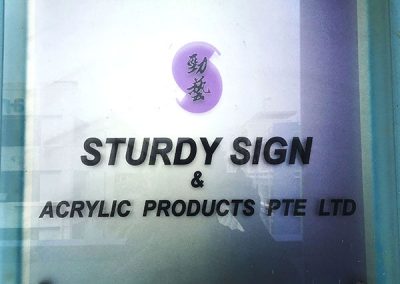 勁
藝
STURDY SIGN
&
ACRYLIC PRODUCTS PTE LTD